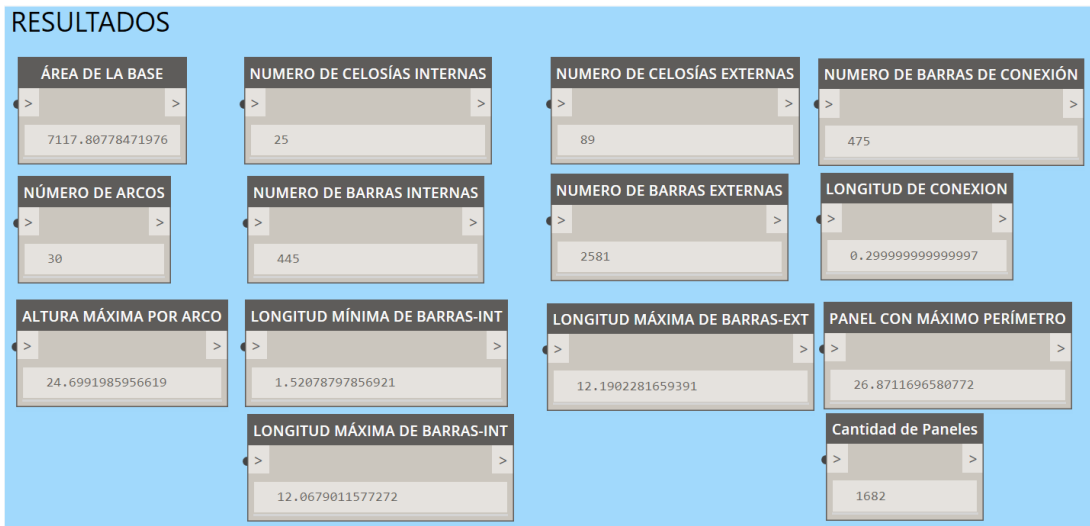 RESULTADOS
ÁREA DE LA BASE
> >
7117.80778471976
NUMERO DE CELOSÍAS INTERNAS
> >
25
NUMERO DE CELOSÍAS EXTERNAS
> >
89
NUMERO DE BARRAS DE CONEXIÓN
> >
475
NÚMERO DE ARCOS
> >
30
NUMERO DE BARRAS INTERNAS
> >
445
NUMERO DE BARRAS EXTERNAS
> >
2581
LONGITUD DE CONEXION
> >
0.299999999999997
ALTURA MÁXIMA POR ARCO
> >
24.6991985956619
LONGITUD MÍNIMA DE BARRAS-INT
> >
1.52078797856921
LONGITUD MÁXIMA DE BARRAS-EXT
> >
12.1902281659391
PANEL CON MÁXIMO PERÍMETRO
> >
26.8711696580772
LONGITUD MÁXIMA DE BARRAS-INT
> >
12.0679011577272
Cantidad de Paneles
> >
1682